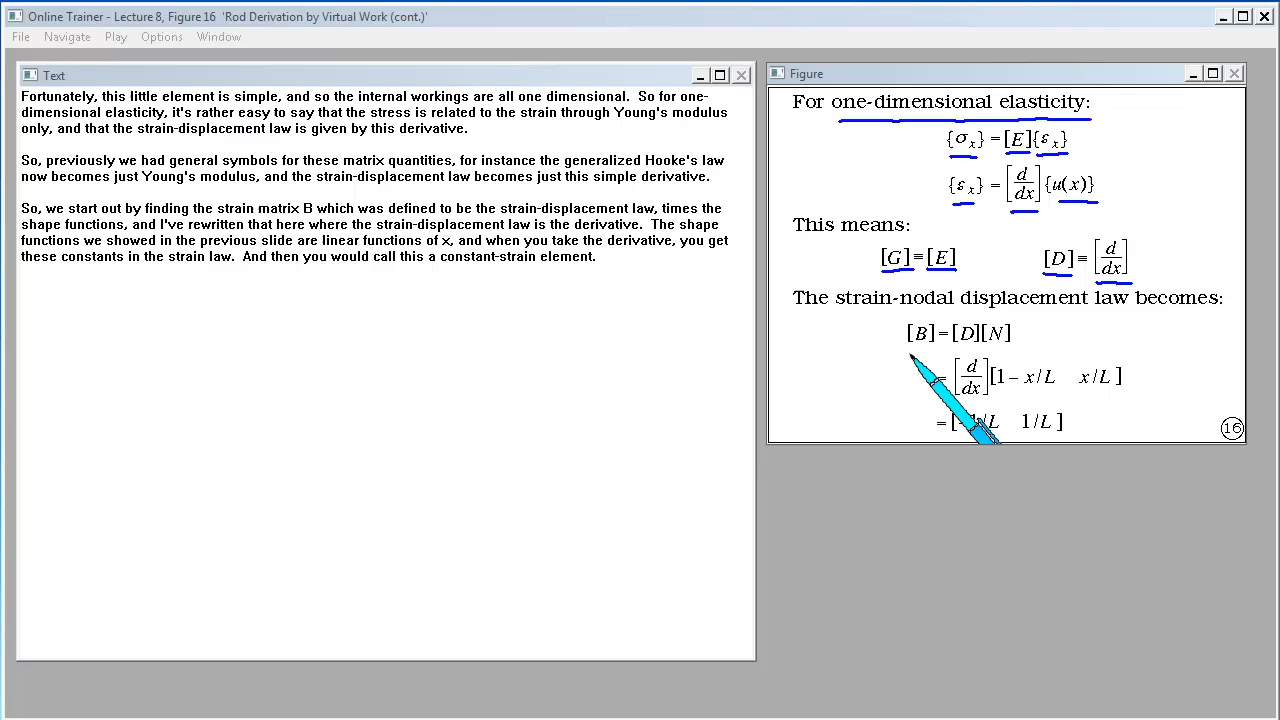 Online Trainer - Lecture 8, Figure 16 'Rod Derivation by Virtual Work (cont.)'
File Navigate Play Options Window
Text
Fortunately, this little element is simple, and so the internal workings are all one dimensional. So for one-
dimensional elasticity, it's rather easy to say that the stress is related to the strain through Young's modulus
only, and that the strain-displacement law is given by this derivative.
So, previously we had general symbols for these matrix quantities, for instance the generalized Hooke's law
now becomes just Young's modulus, and the strain-displacement law becomes just this simple derivative.
So, we start out by finding the strain matrix B which was defined to be the strain-displacement law, times the
shape functions, and I've rewritten that here where the strain-displacement law is the derivative. The shape
functions we showed in the previous slide are linear functions of x, and when you take the derivative, you get
these constants in the strain law. And then you would call this a constant-strain element.
Figure
For one-dimensional elasticity:
{σx} = [E]{εx}
{εx} = [d/dx] {u(x)}
This means:
[G] ≡ [E] [D] ≡ [d/dx]
The strain-nodal displacement law becomes:
[B] = [D][N]
= [d/dx][1 – x/L x/L ]
= [-1/L 1/L ]
16